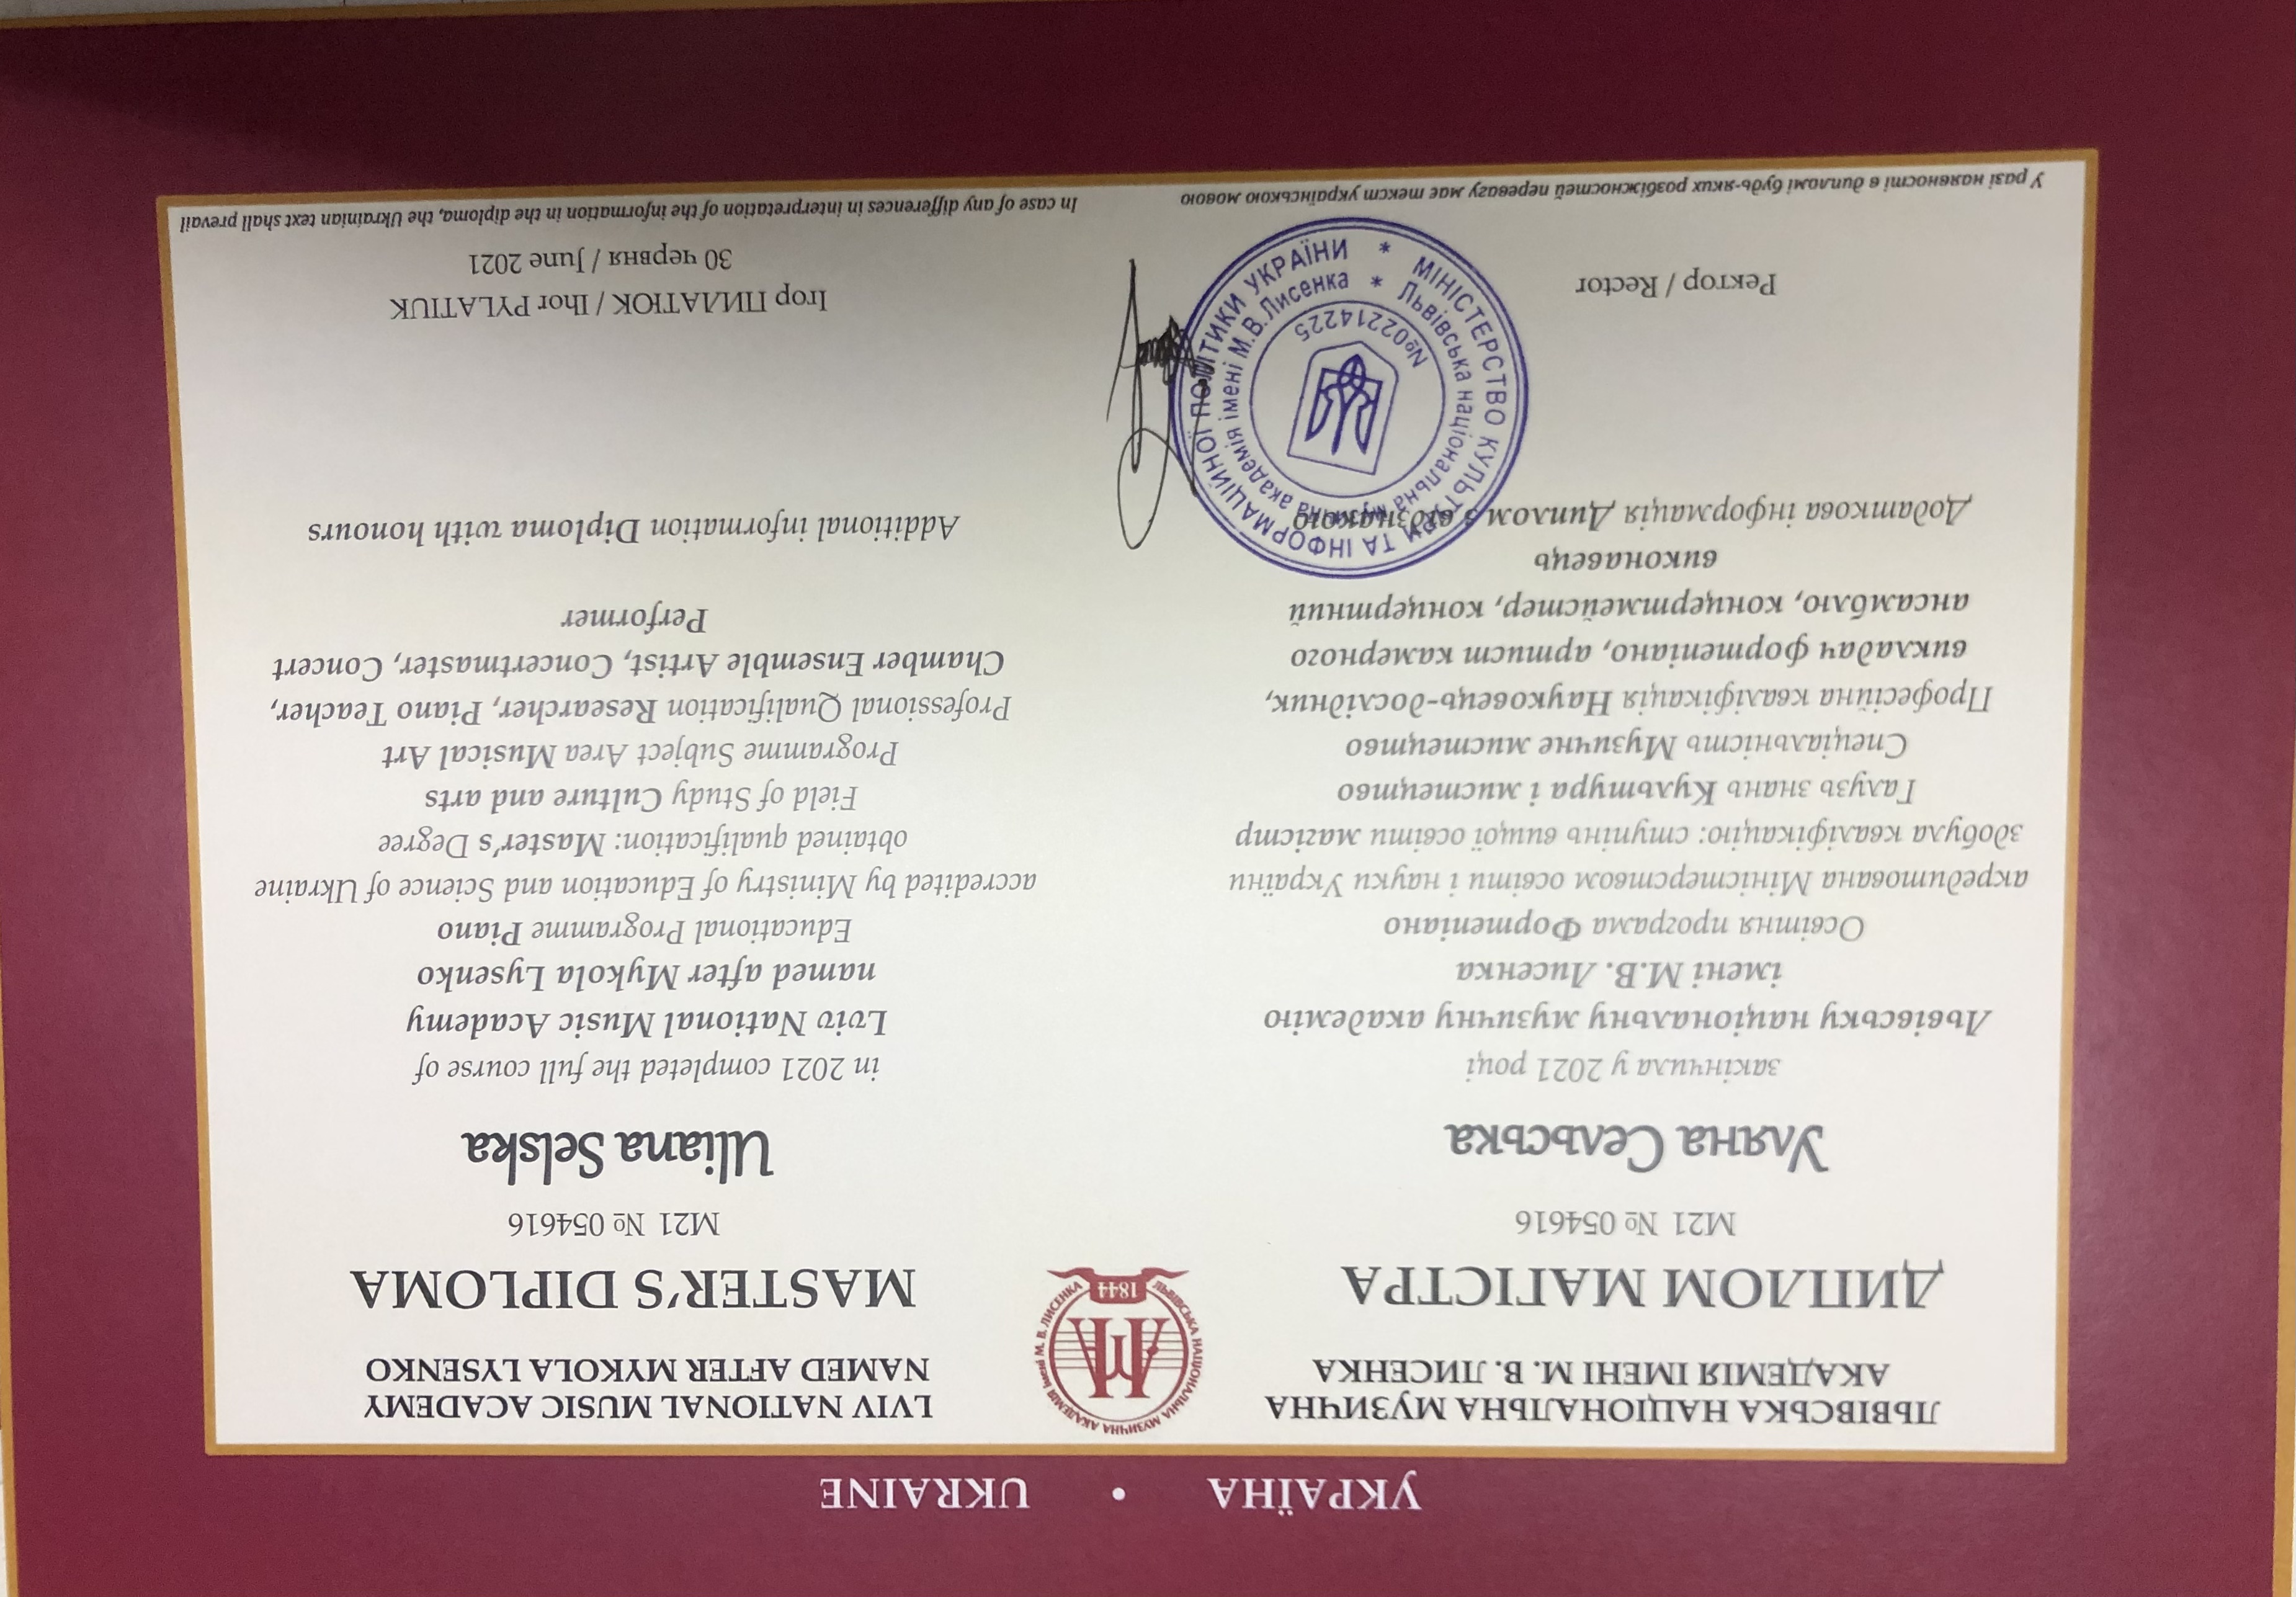 УКРАЇНА • UKRAINE
ЛЬВІВСЬКА НАЦІОНАЛЬНА МУЗИЧНА
АКАДЕМІЯ ІМЕНІ М. В. ЛИСЕНКА
ДИПЛОМ МАГІСТРА
М21 № 054616
Уляна Сельська
закінчила у 2021 році
Львівську національну музичну академію
імені М.В. Лисенка
Освітня програма Фортепіано
акредитована Міністерством освіти і науки України
здобула кваліфікацію: ступінь вищої освіти магістр
Галузь знань Культура і мистецтво
Спеціальність Музичне мистецтво
Професійна кваліфікація Науковець-дослідник,
викладач фортепіано, артист камерного
ансамблю, концертмейстер, концертний
виконавець
Додаткова інформація Диплом з відзнакою
Ректор / Rector
У разі наявності в дипломі будь-яких розбіжностей перевагу має текст українською мовою
ЛЬВІВСЬКА НАЦІОНАЛЬНА МУЗИЧНА АКАДЕМІЯ імені М. В. ЛИСЕНКА
1844
LVIV NATIONAL MUSIC ACADEMY
NAMED AFTER MYKOLA LYSENKO
MASTER'S DIPLOMA
M21 № 054616
Uliana Selska
in 2021 completed the full course of
Lviv National Music Academy
named after Mykola Lysenko
Educational Programme Piano
accredited by Ministry of Education and Science of Ukraine
obtained qualification: Master's Degree
Field of Study Culture and arts
Programme Subject Area Musical Art
Professional Qualification Researcher, Piano Teacher,
Chamber Ensemble Artist, Concertmaster, Concert
Performer
Additional information Diploma with honours
Ігор ПИЛАТЮК / Ihor PYLATIUK
30 червня / June 2021
In case of any differences in interpretation of the information in the diploma, the Ukrainian text shall prevail
* МІНІСТЕРСТВО КУЛЬТУРИ ТА ІНФОРМАЦІЙНОЇ ПОЛІТИКИ УКРАЇНИ
* Львівська національна музична академія імені М.В.Лисенка
№02214225